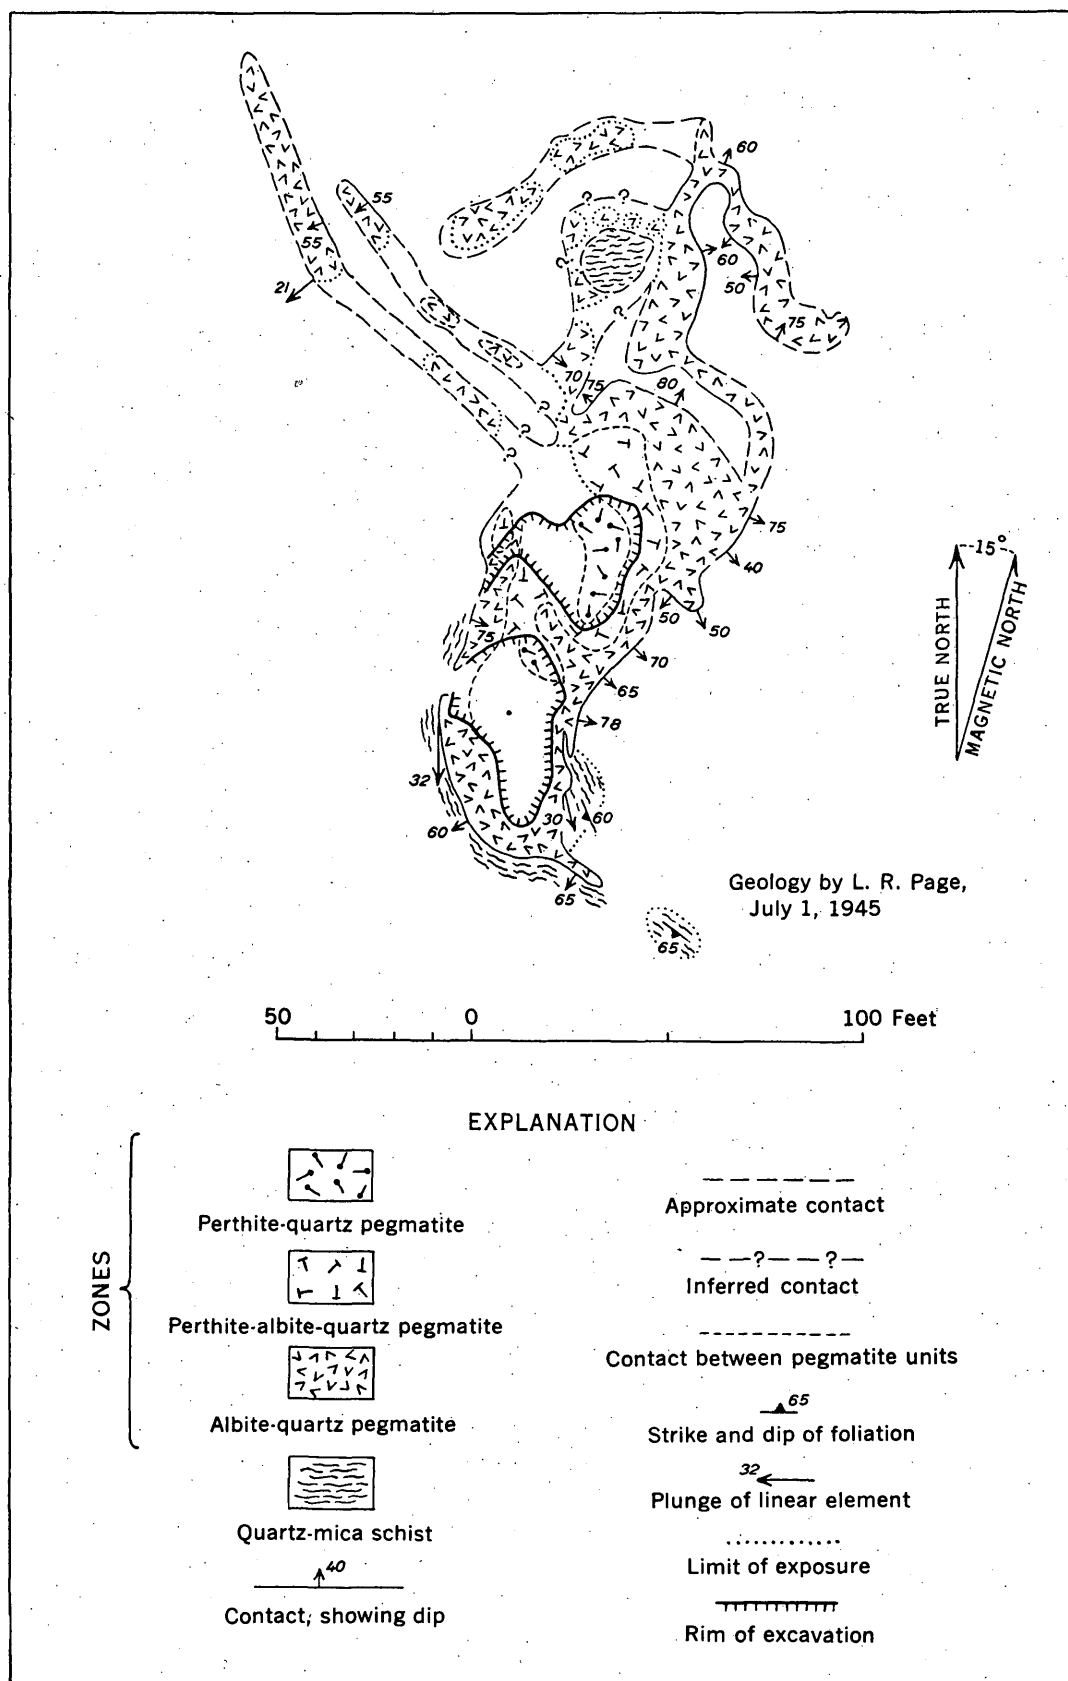 60
55
55
60
21
50
75
70
75
80
75
40
50
50
75
70
65
78
32
30
60
60
65
65
15°
TRUE NORTH
MAGNETIC NORTH
Geology by L. R. Page,
July 1, 1945
50 0 100 Feet
EXPLANATION
ZONES
Perthite-quartz pegmatite
Perthite-albite-quartz pegmatite
Albite-quartz pegmatite
Quartz-mica schist
40
Contact, showing dip
Approximate contact
—?—?—
Inferred contact
Contact between pegmatite units
65
Strike and dip of foliation
32
Plunge of linear element
Limit of exposure
Rim of excavation